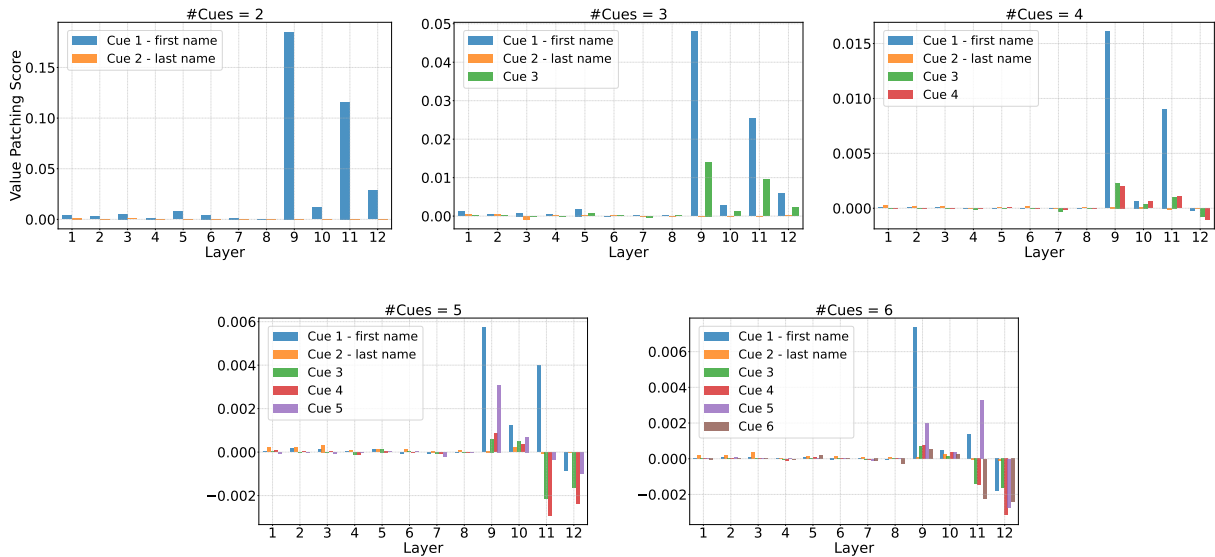 #Cues = 2
Value Patching Score
0.15
0.10
0.05
0.00
Cue 1 - first name
Cue 2 - last name
1 2 3 4 5 6 7 8 9 10 11 12
Layer
#Cues = 3
0.05
0.04
0.03
0.02
0.01
0.00
Cue 1 - first name
Cue 2 - last name
Cue 3
1 2 3 4 5 6 7 8 9 10 11 12
Layer
#Cues = 4
0.015
0.010
0.005
0.000
Cue 1 - first name
Cue 2 - last name
Cue 3
Cue 4
1 2 3 4 5 6 7 8 9 10 11 12
Layer
#Cues = 5
0.006
0.004
0.002
0.000
−0.002
Cue 1 - first name
Cue 2 - last name
Cue 3
Cue 4
Cue 5
1 2 3 4 5 6 7 8 9 10 11 12
Layer
#Cues = 6
0.006
0.004
0.002
0.000
−0.002
Cue 1 - first name
Cue 2 - last name
Cue 3
Cue 4
Cue 5
Cue 6
1 2 3 4 5 6 7 8 9 10 11 12
Layer